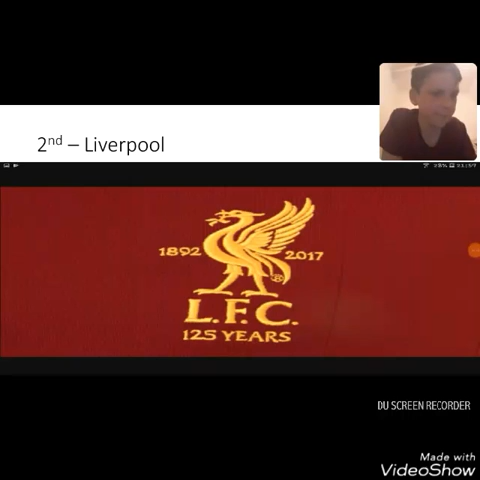 2nd – Liverpool
1892 2017
L.F.C.
125 YEARS
DU SCREEN RECORDER
Made with
VideoShow